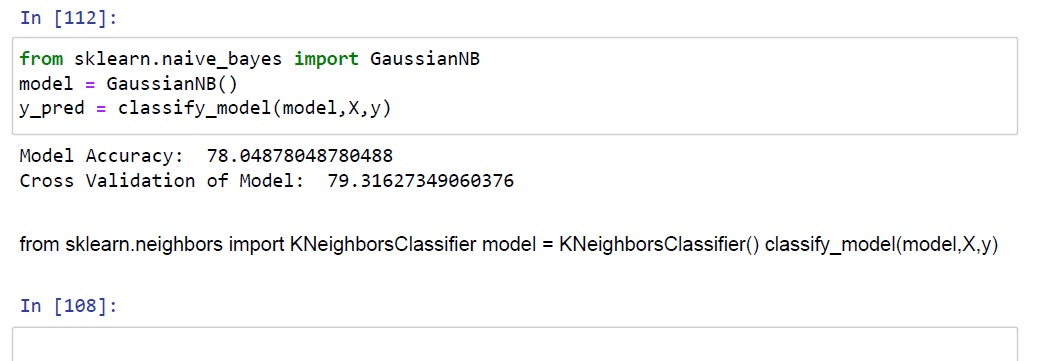 In [112]:
from sklearn.naive_bayes import GaussianNB
model = GaussianNB()
y_pred = classify_model(model,X,y)
Model Accuracy:  78.04878048780488
Cross Validation of Model:  79.31627349060376
from sklearn.neighbors import KNeighborsClassifier model = KNeighborsClassifier() classify_model(model,X,y)
In [108]: